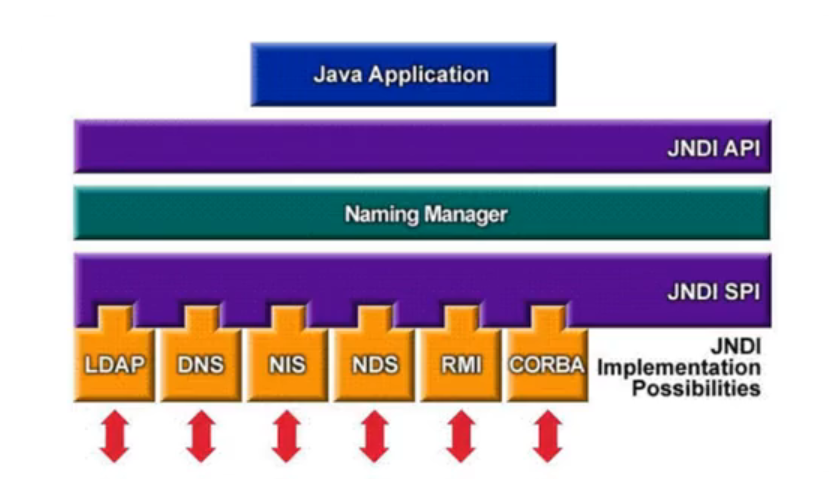 Java Application
JNDI API
Naming Manager
JNDI SPI
LDAP
DNS
NIS
NDS
RMI
CORBA
JNDI
Implementation
Possibilities